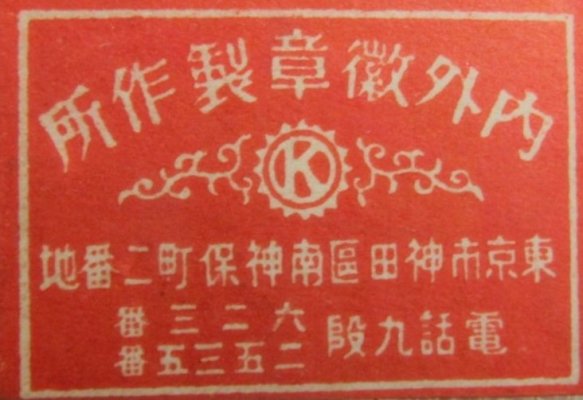 内外徽章製作所
K
東京市神田區南神保町二番地
電話九段
六二三番
二五三五番